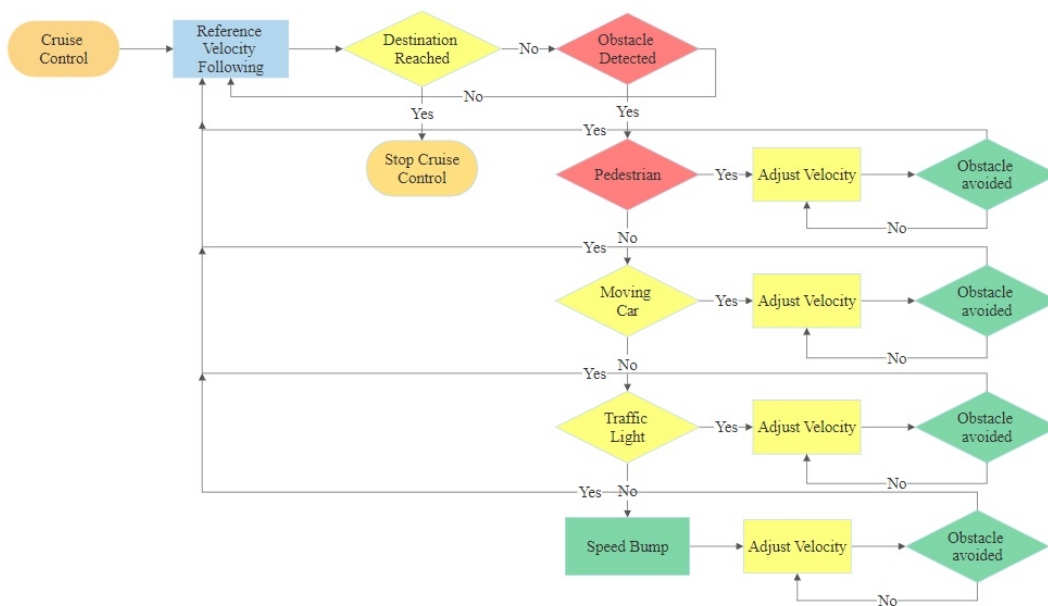 Cruise
Control
Reference
Velocity
Following
Destination
Reached
No
Obstacle
Detected
No
Yes
Yes
Stop Cruise
Control
Yes
Pedestrian
Yes
Adjust Velocity
Obstacle
avoided
No
No
Yes
Moving
Car
Yes
Adjust Velocity
Obstacle
avoided
No
No
Yes
Traffic
Light
Yes
Adjust Velocity
Obstacle
avoided
No
No
Yes
Speed Bump
Adjust Velocity
Obstacle
avoided
No